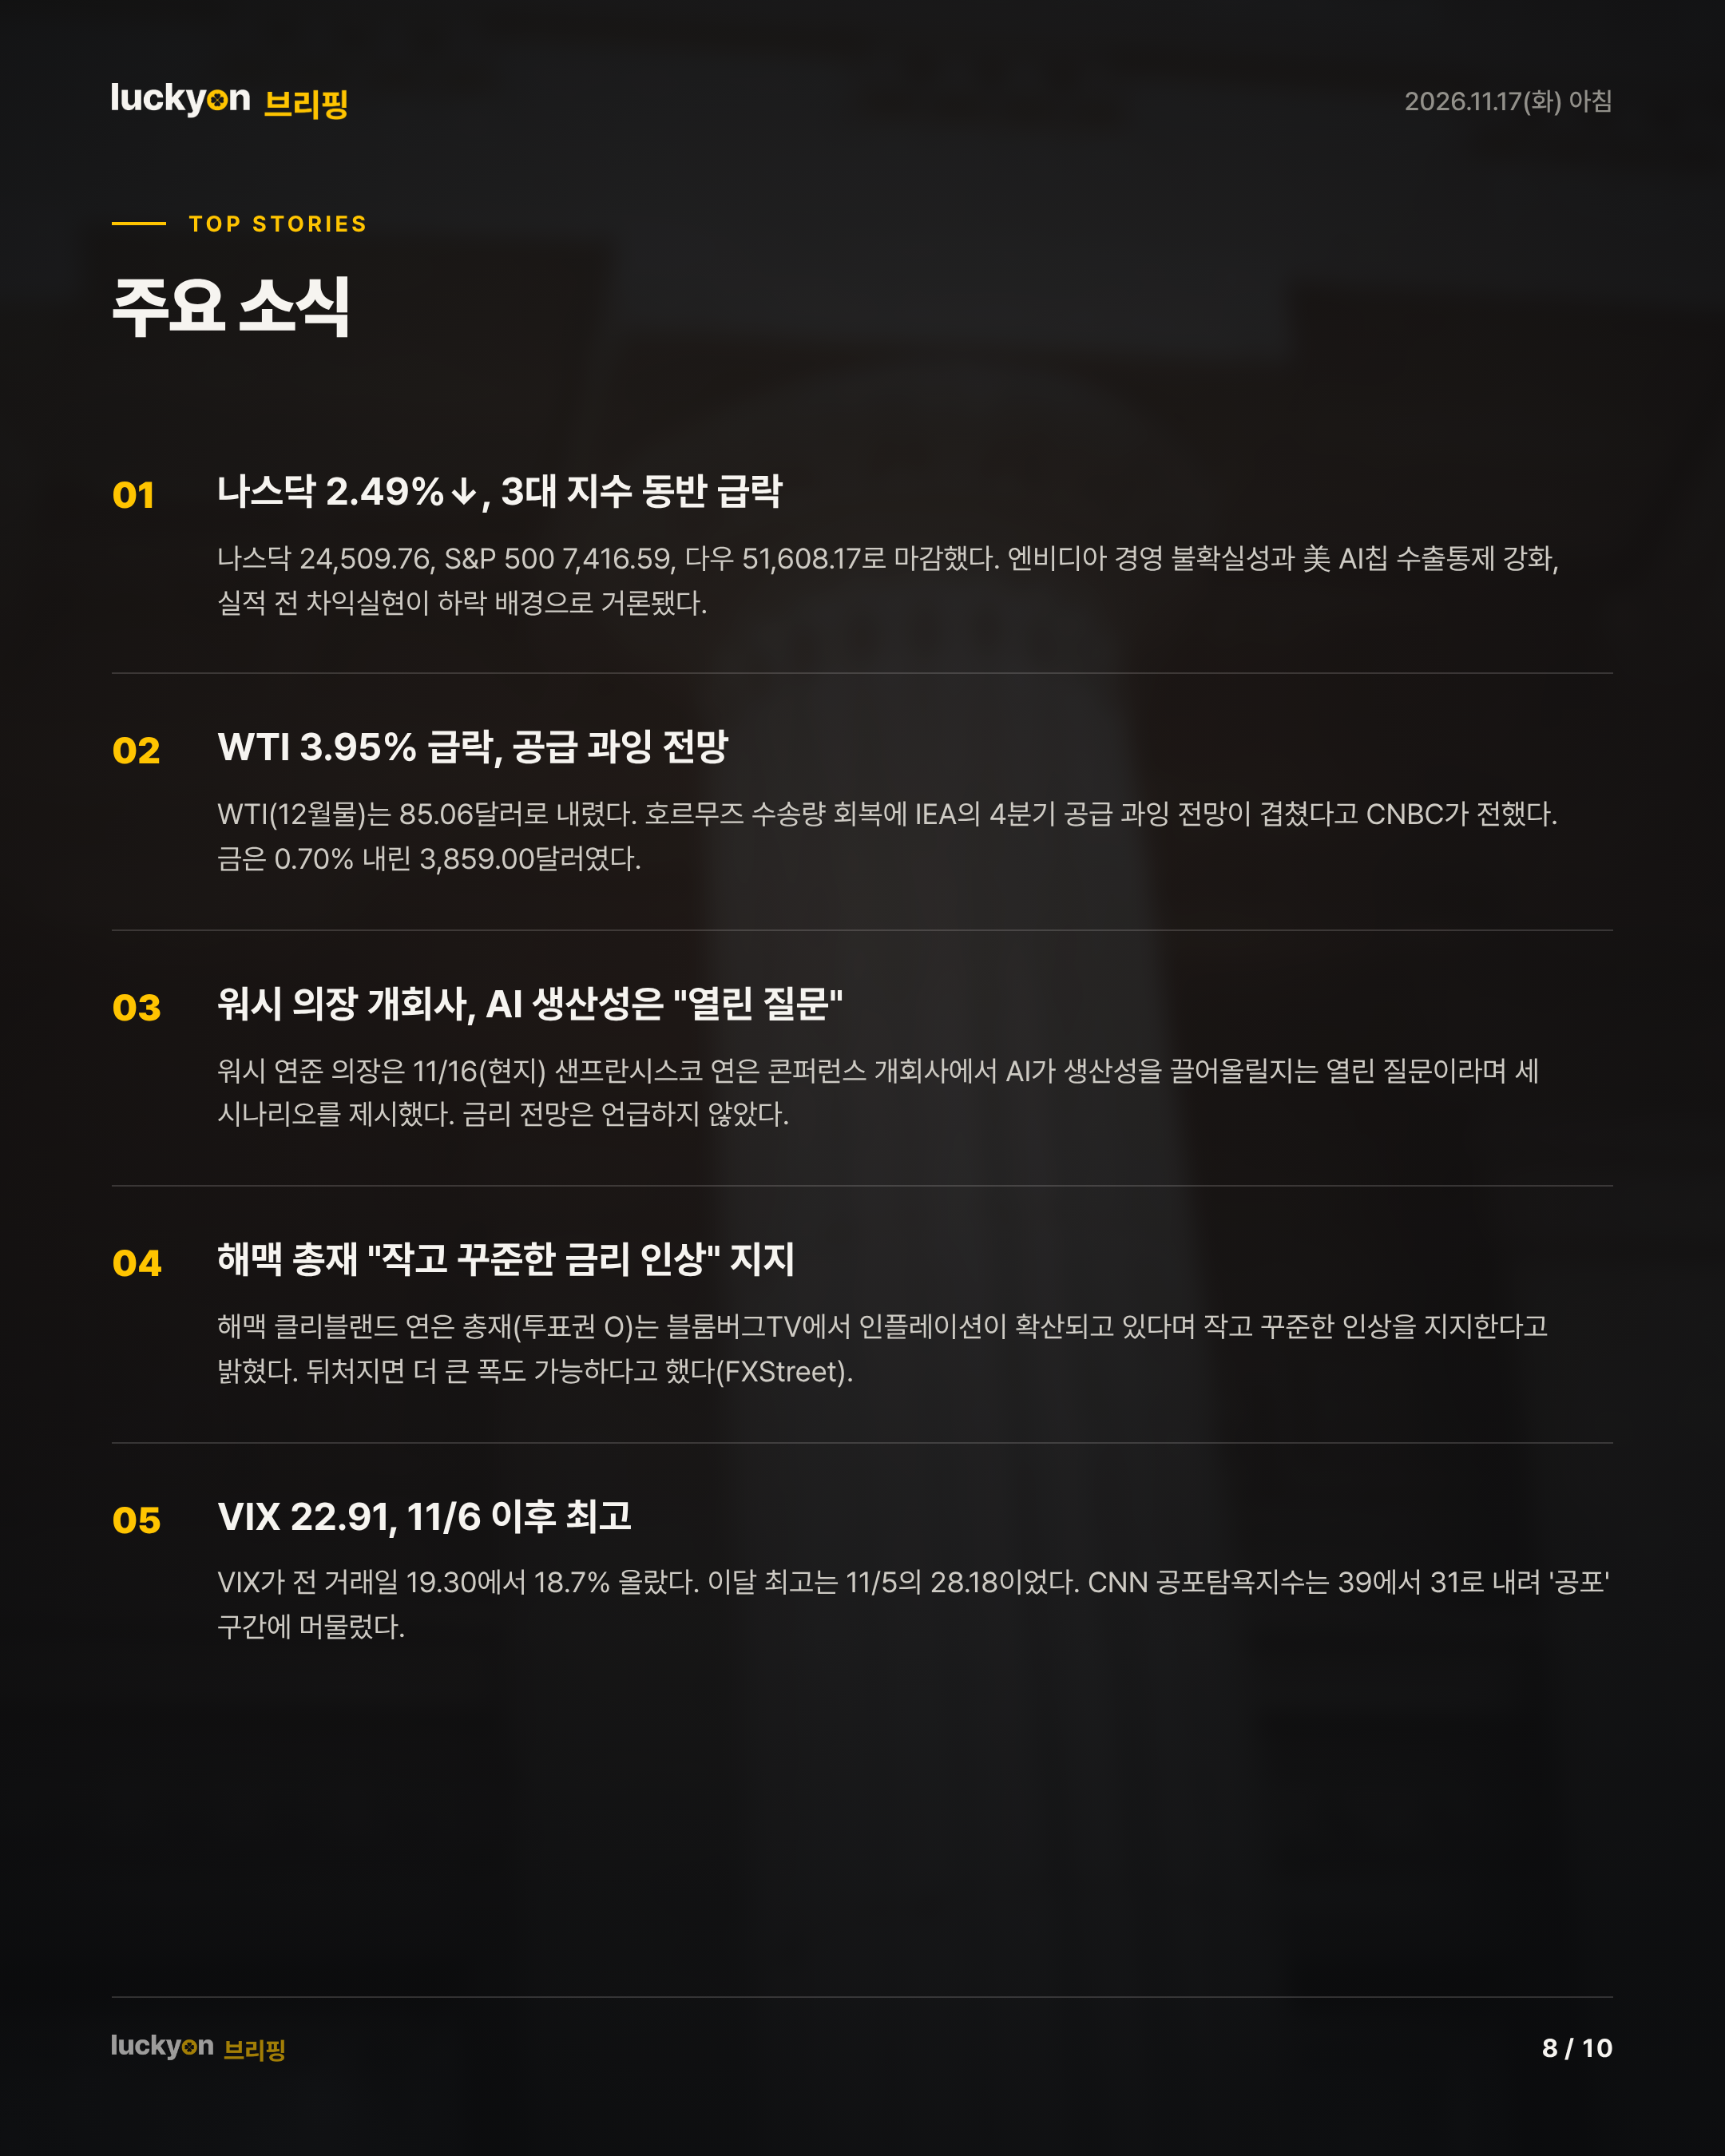 luckyon 브리핑
2026.11.17(화) 아침
TOP STORIES
주요 소식
01
나스닥 2.49%↓, 3대 지수 동반 급락
나스닥 24,509.76, S&P 500 7,416.59, 다우 51,608.17로 마감했다. 엔비디아 경영 불확실성과 美 AI칩 수출통제 강화,
실적 전 차익실현이 하락 배경으로 거론됐다.
02
WTI 3.95% 급락, 공급 과잉 전망
WTI(12월물)는 85.06달러로 내렸다. 호르무즈 수송량 회복에 IEA의 4분기 공급 과잉 전망이 겹쳤다고 CNBC가 전했다.
금은 0.70% 내린 3,859.00달러였다.
03
워시 의장 개회사, AI 생산성은 "열린 질문"
워시 연준 의장은 11/16(현지) 샌프란시스코 연은 콘퍼런스 개회사에서 AI가 생산성을 끌어올릴지는 열린 질문이라며 세
시나리오를 제시했다. 금리 전망은 언급하지 않았다.
04
해맥 총재 "작고 꾸준한 금리 인상" 지지
해맥 클리블랜드 연은 총재(투표권 O)는 블룸버그TV에서 인플레이션이 확산되고 있다며 작고 꾸준한 인상을 지지한다고
밝혔다. 뒤처지면 더 큰 폭도 가능하다고 했다(FXStreet).
05
VIX 22.91, 11/6 이후 최고
VIX가 전 거래일 19.30에서 18.7% 올랐다. 이달 최고는 11/5의 28.18이었다. CNN 공포탐욕지수는 39에서 31로 내려 '공포'
구간에 머물렀다.
luckyon 브리핑
8 / 10